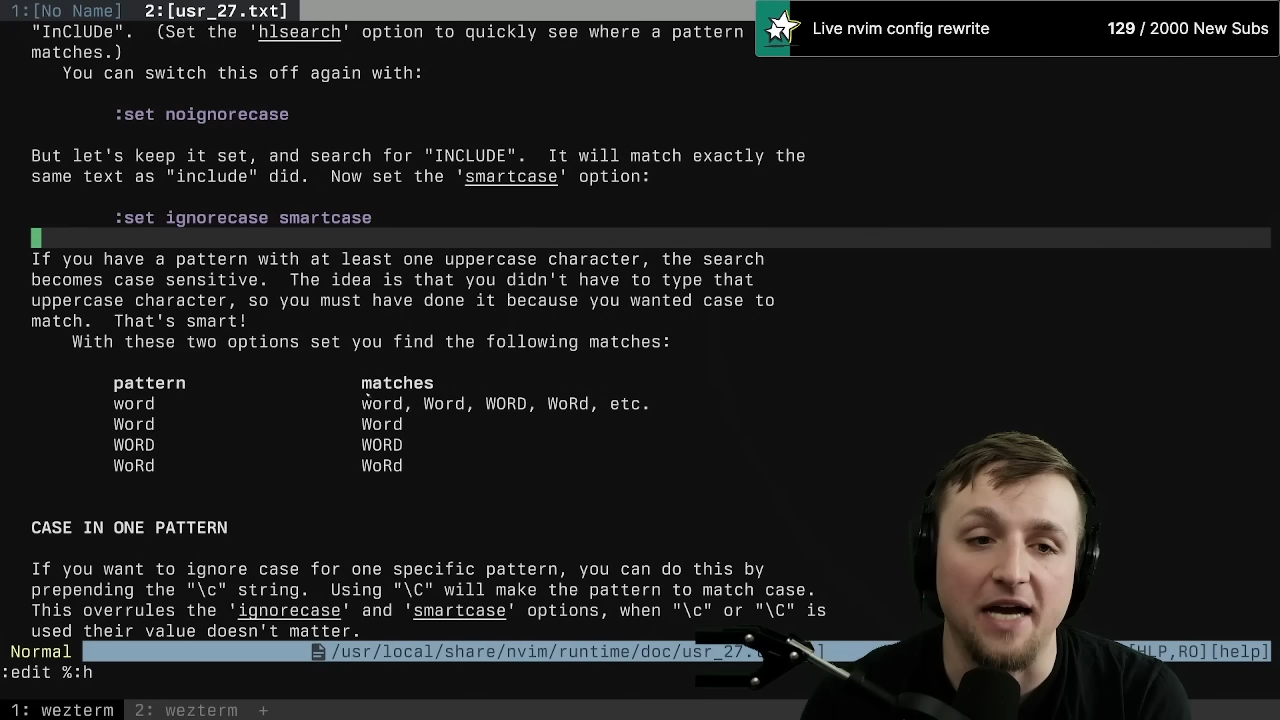 1:[No Name] 2:[usr_27.txt]
Live nvim config rewrite 129 / 2000 New Subs
"InClUDe". (Set the 'hlsearch' option to quickly see where a pattern
matches.)
You can switch this off again with:
:set noignorecase
But let's keep it set, and search for "INCLUDE". It will match exactly the
same text as "include" did. Now set the 'smartcase' option:
:set ignorecase smartcase
If you have a pattern with at least one uppercase character, the search
becomes case sensitive. The idea is that you didn't have to type that
uppercase character, so you must have done it because you wanted case to
match. That's smart!
With these two options set you find the following matches:
pattern matches
word word, Word, WORD, WoRd, etc.
Word Word
WORD WORD
WoRd WoRd
CASE IN ONE PATTERN
If you want to ignore case for one specific pattern, you can do this by
prepending the "\c" string. Using "\C" will make the pattern to match case.
This overrules the 'ignorecase' and 'smartcase' options, when "\c" or "\C" is
used their value doesn't matter.
Normal /usr/local/share/nvim/runtime/doc/usr_27. [HLP,RO][help]
:edit %:h
1: wezterm 2: wezterm +